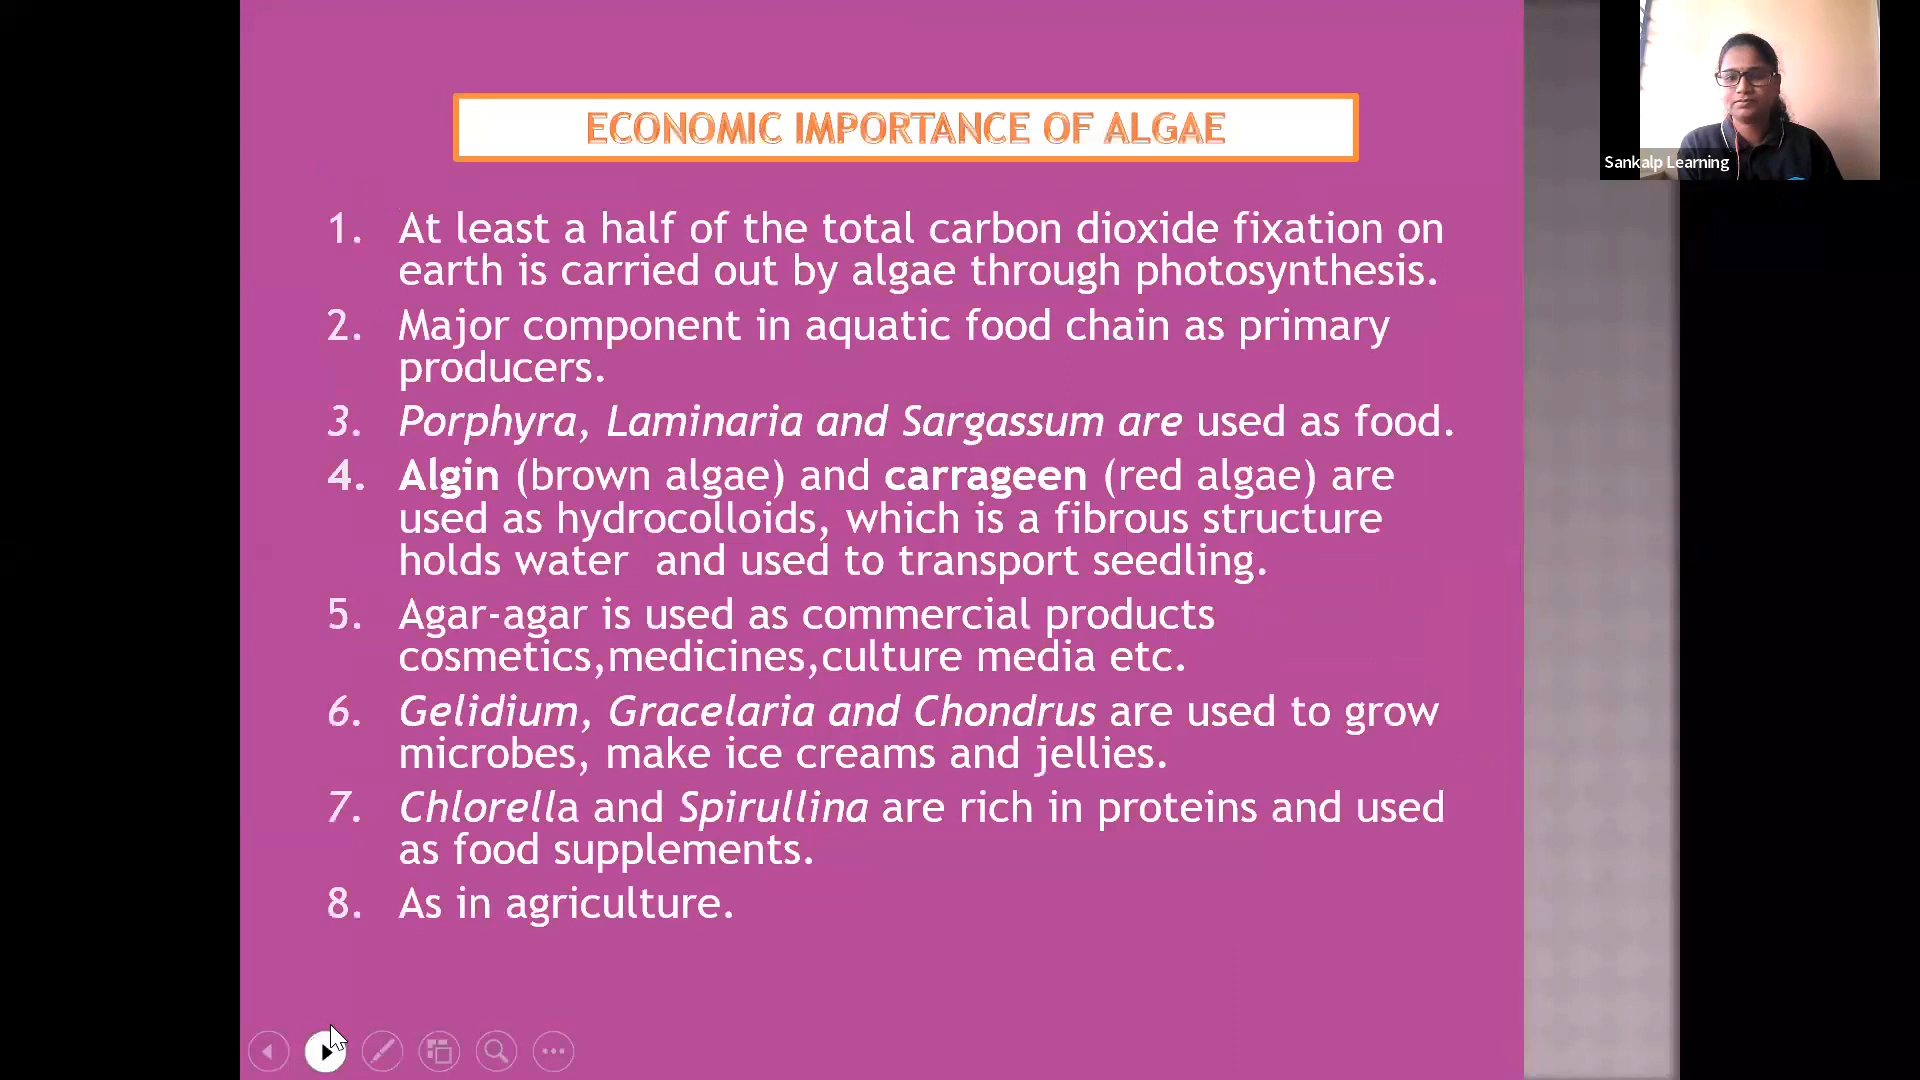 ECONOMIC IMPORTANCE OF ALGAE
Sankalp Learning
1. At least a half of the total carbon dioxide fixation on
earth is carried out by algae through photosynthesis.
2. Major component in aquatic food chain as primary
producers.
3. Porphyra, Laminaria and Sargassum are used as food.
4. Algin (brown algae) and carrageen (red algae) are
used as hydrocolloids, which is a fibrous structure
holds water  and used to transport seedling.
5. Agar-agar is used as commercial products
cosmetics,medicines,culture media etc.
6. Gelidium, Gracelaria and Chondrus are used to grow
microbes, make ice creams and jellies.
7. Chlorella and Spirullina are rich in proteins and used
as food supplements.
8. As in agriculture.